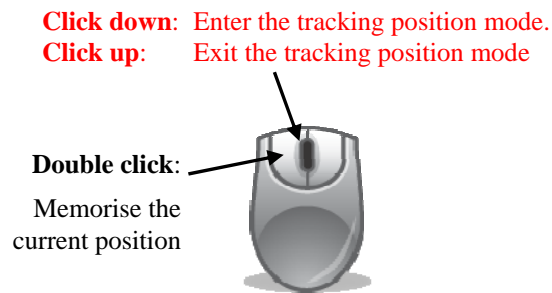 Click down: Enter the tracking position mode.
Click up: Exit the tracking position mode
Double click:
Memorise the
current position